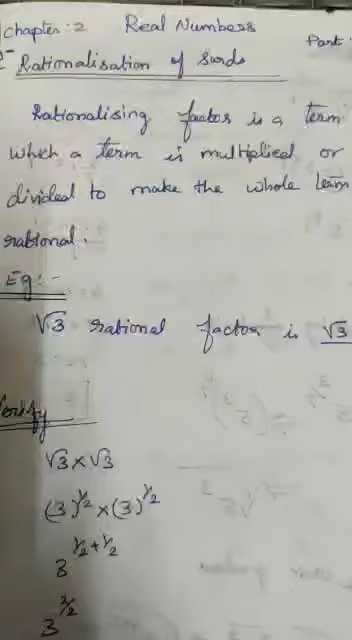 Chapter: 2 Real Numbers
Part
Rationalisation of Surds
Rationalising factor is a term
which a term is multiplied or
divided to make the whole term
rational.
Eg:-
√3 rational factor is √3
Verify
√3 × √3
(3)^1/2 × (3)^1/2
3^1/2+1/2
3^2/2